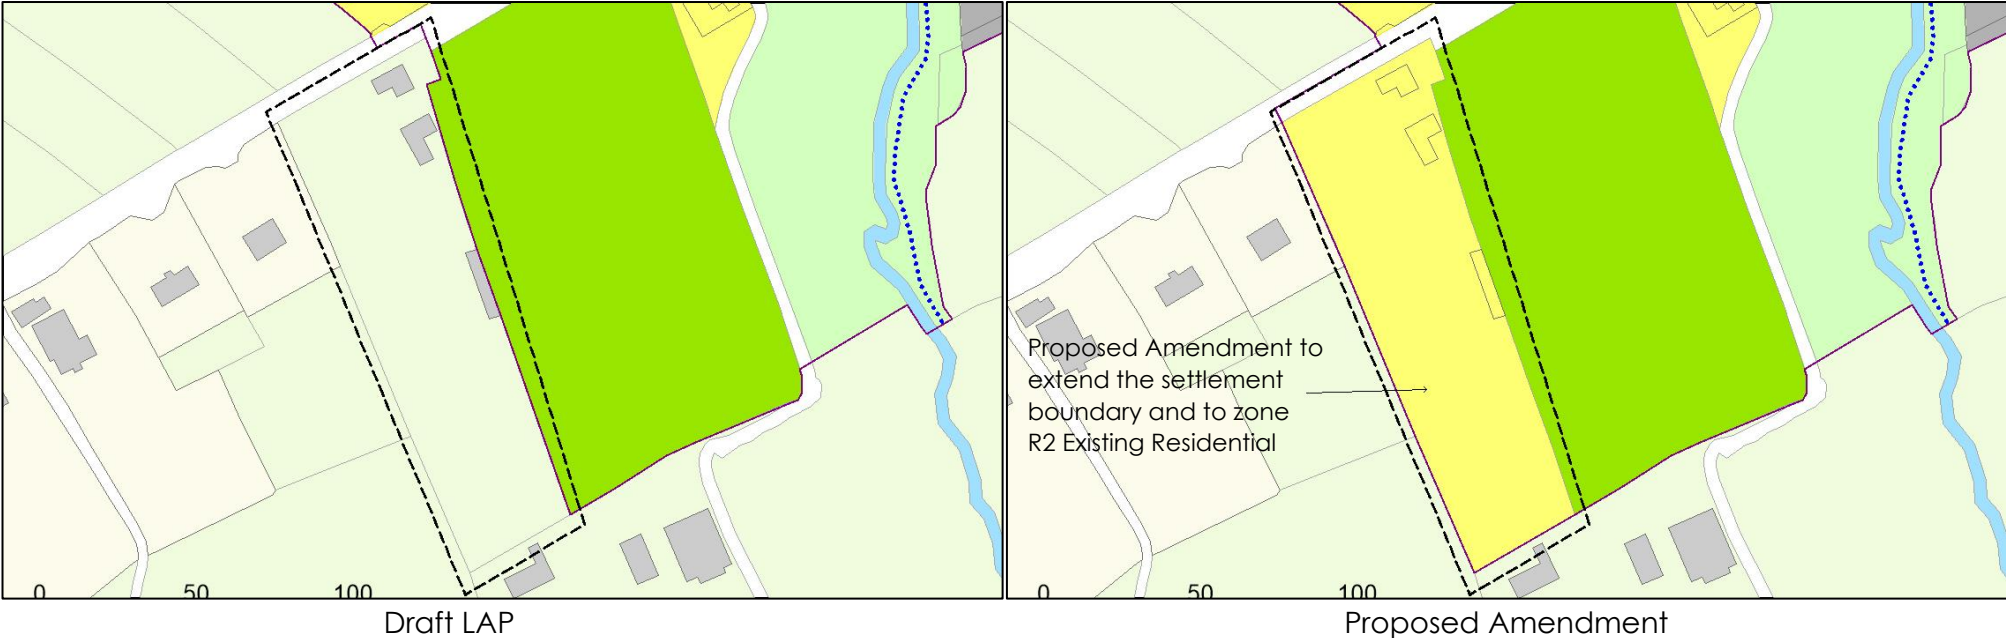 0 50 100
Draft LAP
Proposed Amendment to
extend the settlement
boundary and to zone
R2 Existing Residential
0 50 100
Proposed Amendment